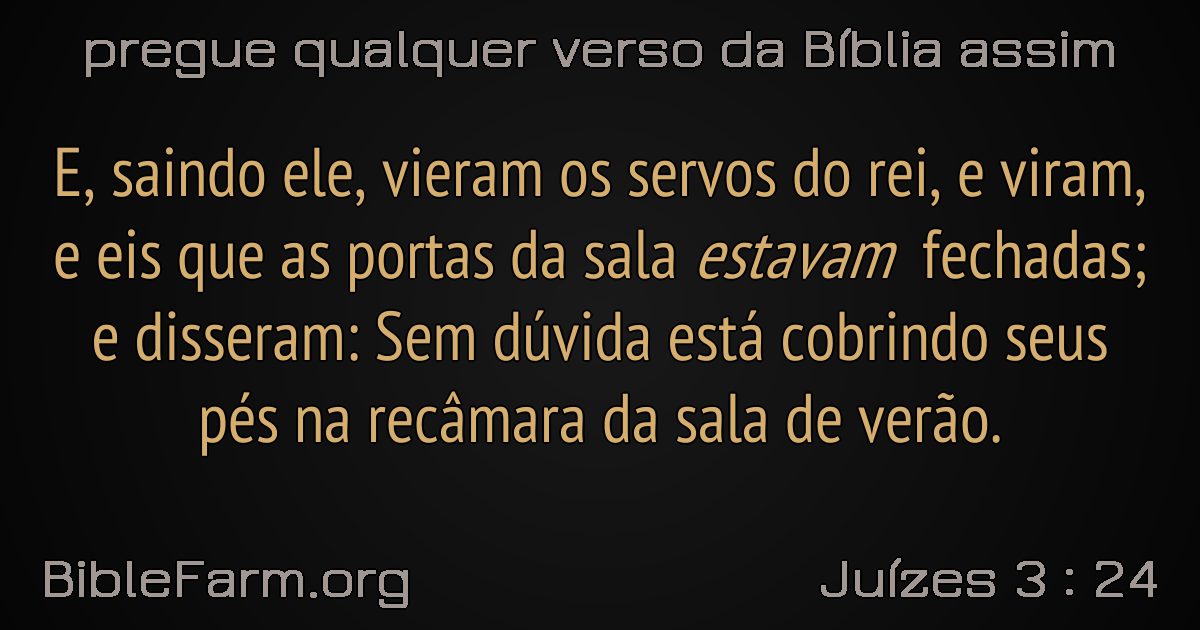 pregue qualquer verso da Bíblia assim
E, saindo ele, vieram os servos do rei, e viram,
e eis que as portas da sala estavam fechadas;
e disseram: Sem dúvida está cobrindo seus
pés na recâmara da sala de verão.
BibleFarm.org
Juízes 3 : 24